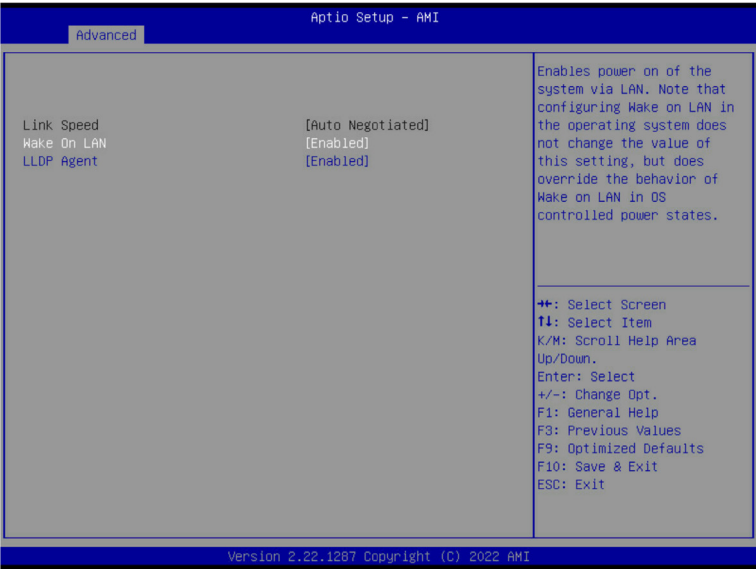 Aptio Setup – AMI
Advanced
Link Speed [Auto Negotiated]
Wake On LAN [Enabled]
LLDP Agent [Enabled]
Enables power on of the
system via LAN. Note that
configuring Wake on LAN in
the operating system does
not change the value of
this setting, but does
override the behavior of
Wake on LAN in OS
controlled power states.
→←: Select Screen
↑↓: Select Item
K/M: Scroll Help Area
Up/Down.
Enter: Select
+/-: Change Opt.
F1: General Help
F3: Previous Values
F9: Optimized Defaults
F10: Save & Exit
ESC: Exit
Version 2.22.1287 Copyright (C) 2022 AMI